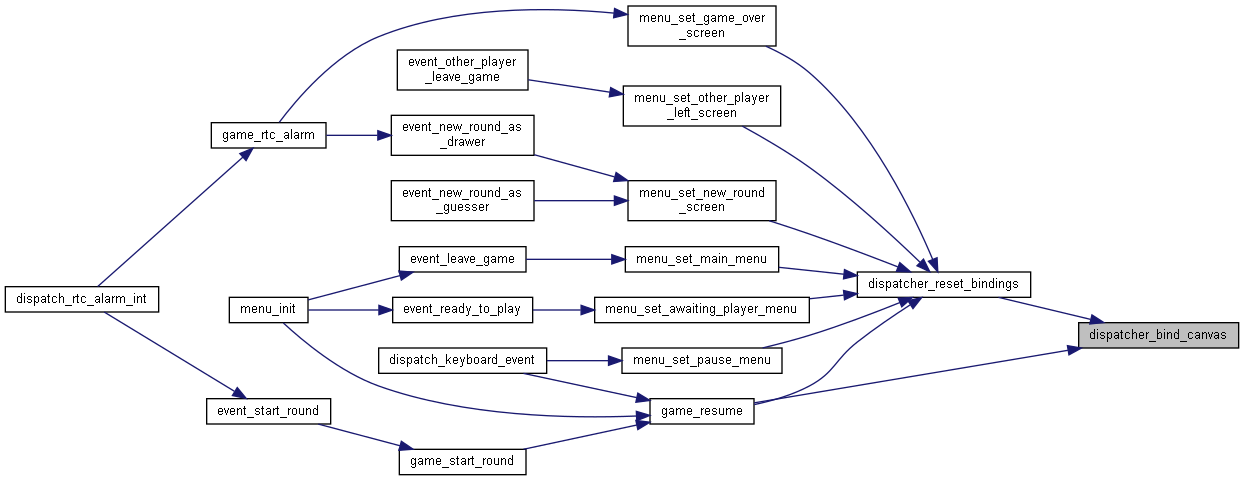 menu_set_game_over
_screen
event_other_player
_leave_game
menu_set_other_player
_left_screen
game_rtc_alarm
event_new_round_as
_drawer
event_new_round_as
_guesser
menu_set_new_round
_screen
event_leave_game
menu_set_main_menu
dispatcher_reset_bindings
dispatch_rtc_alarm_int
menu_init
event_ready_to_play
menu_set_awaiting_player_menu
dispatcher_bind_canvas
dispatch_keyboard_event
menu_set_pause_menu
event_start_round
game_resume
game_start_round